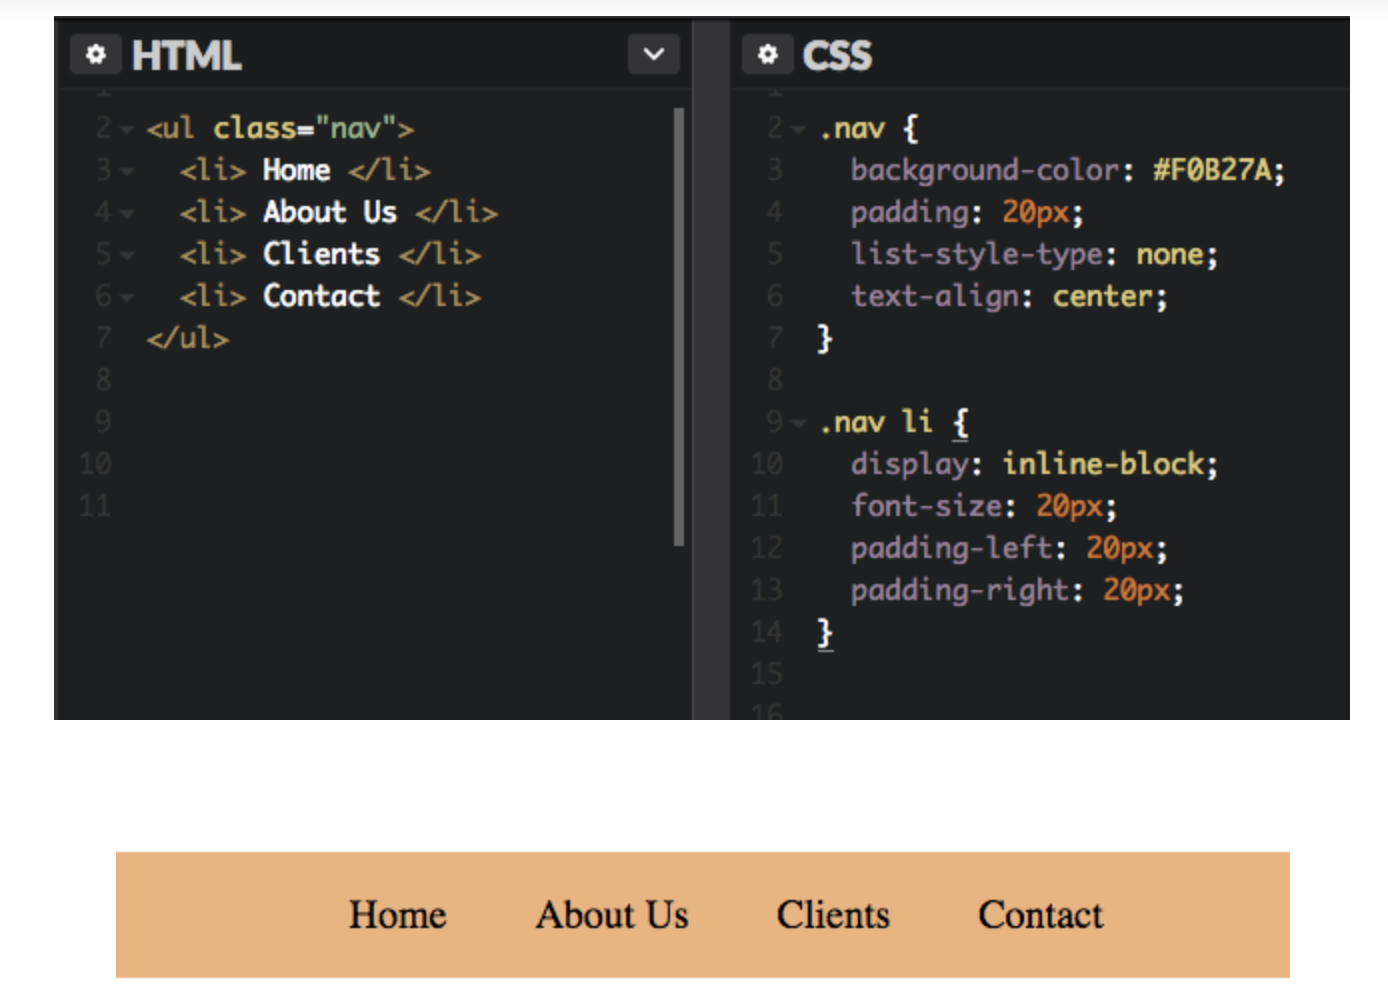 HTML
1
2 <ul class="nav">
3 <li> Home </li>
4 <li> About Us </li>
5 <li> Clients </li>
6 <li> Contact </li>
7 </ul>
8
9
10
11
CSS
1
2 .nav {
3 background-color: #F0B27A;
4 padding: 20px;
5 list-style-type: none;
6 text-align: center;
7 }
8
9 .nav li {
10 display: inline-block;
11 font-size: 20px;
12 padding-left: 20px;
13 padding-right: 20px;
14 }
15
16
Home About Us Clients Contact